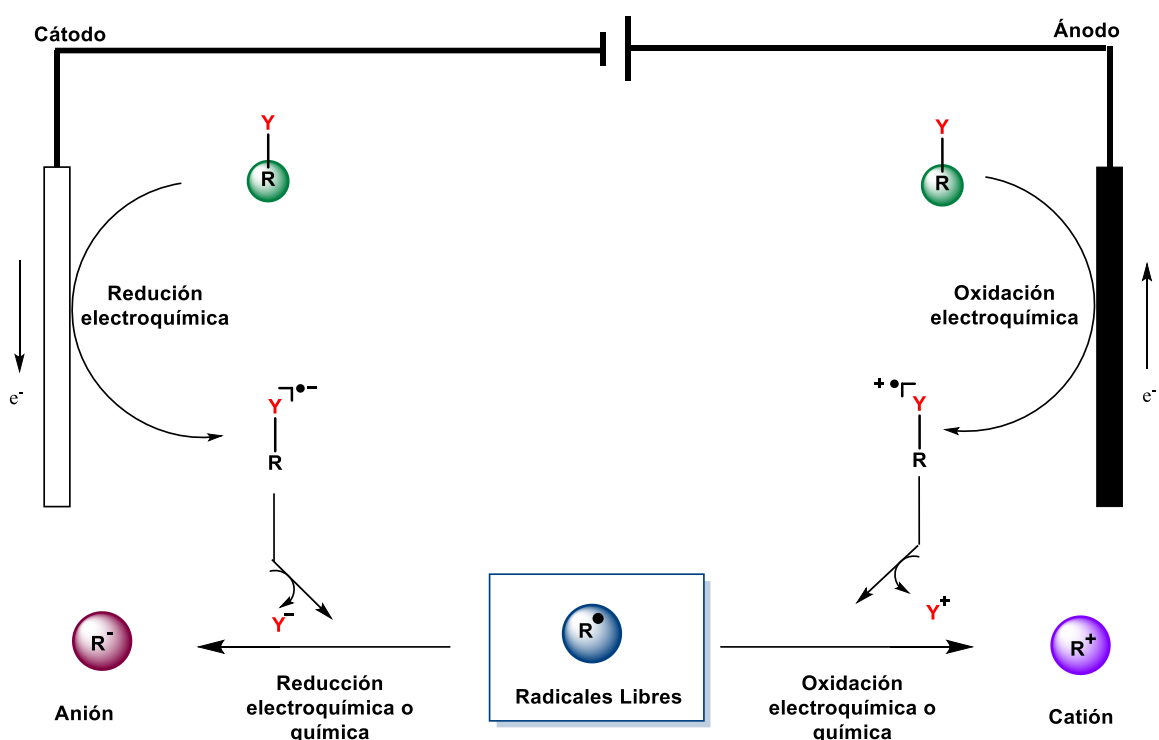 Cátodo
Ánodo
Y
R
Y
R
Redución
electroquímica
Oxidación
electroquímica
e-
e-
Y •−
R
+ • Y
R
Y−
Y+
R-
R•
R+
Anión
Reducción
electroquímica o
química
Radicales Libres
Oxidación
electroquímica o
química
Catión